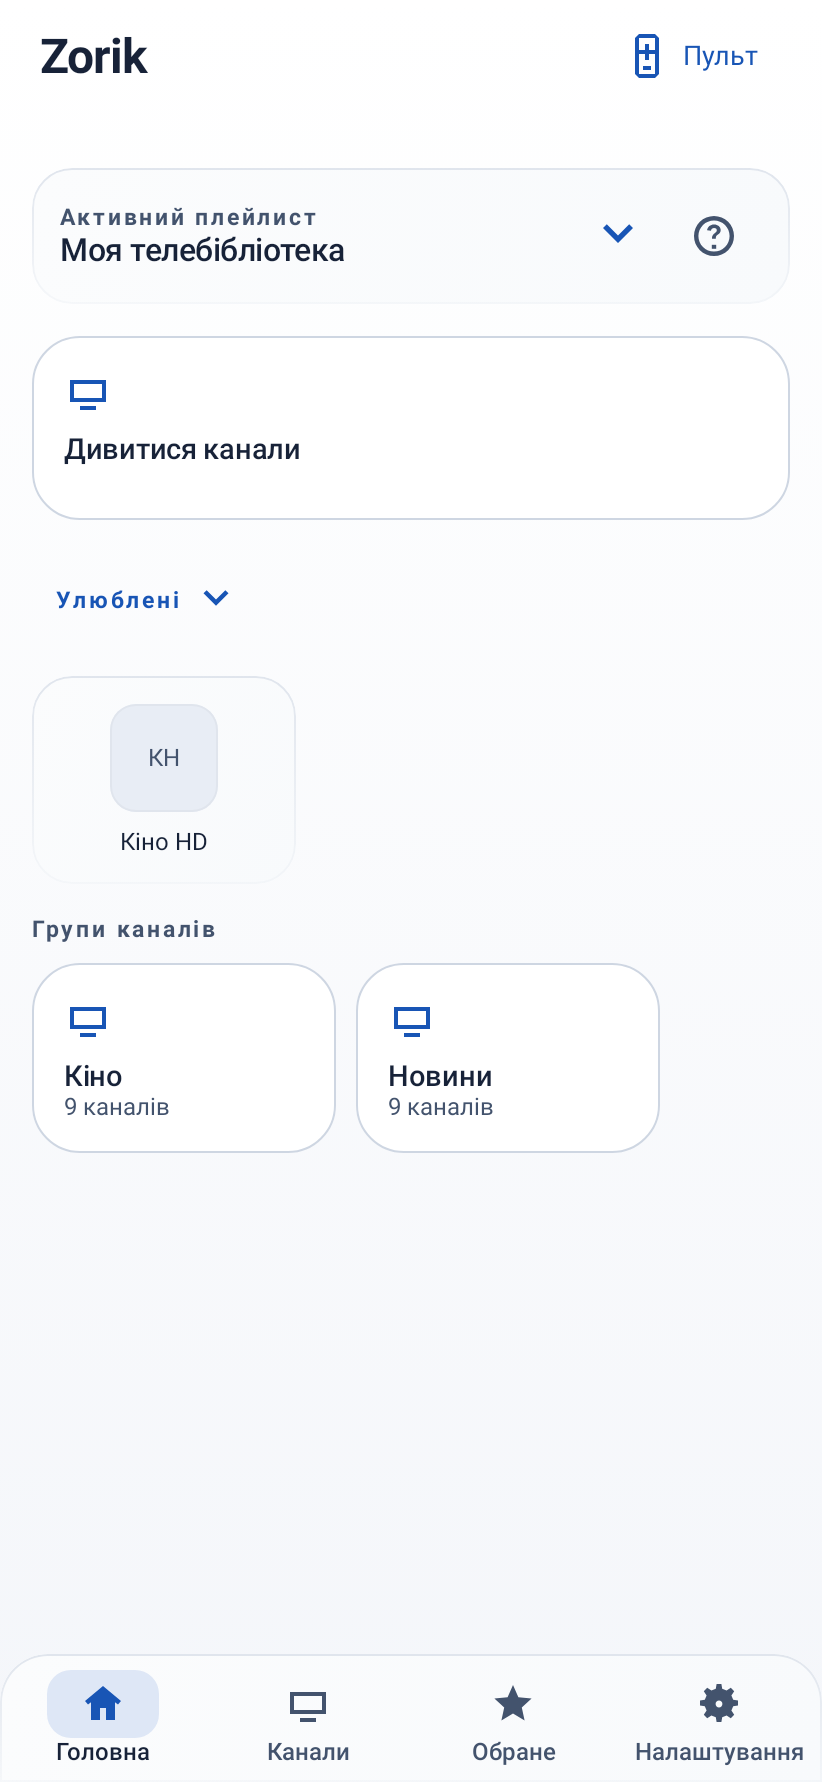 Zorik
Пульт
Активний плейлист
Моя телебібліотека
Дивитися канали
Улюблені
КН
Кіно HD
Групи каналів
Кіно
9 каналів
Новини
9 каналів
Головна
Канали
Обране
Налаштування